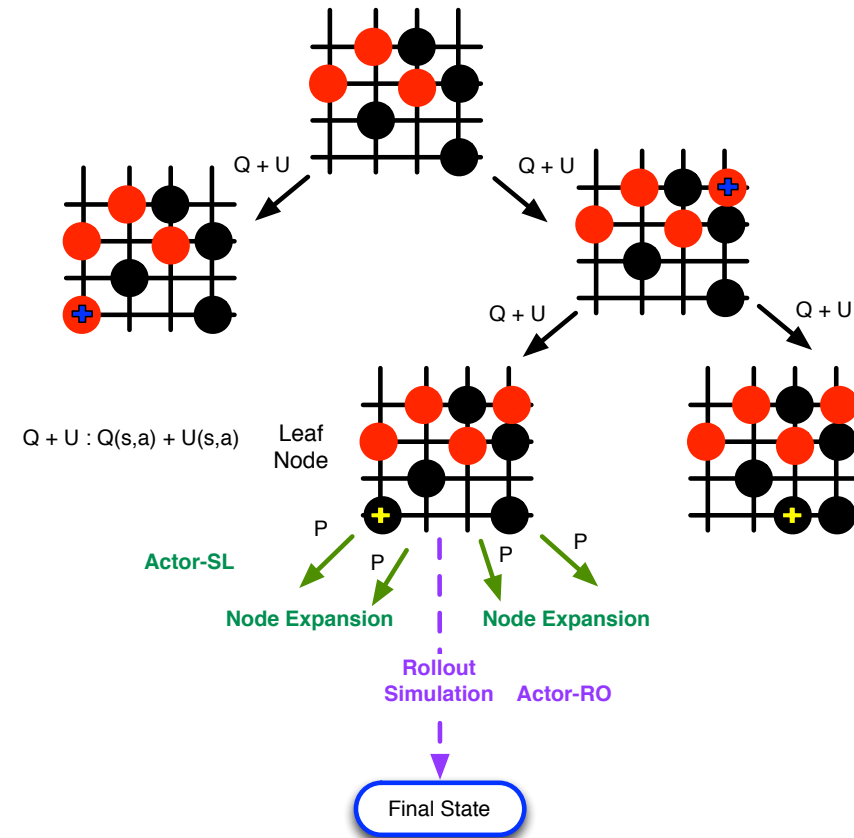 Q + U
Q + U
Q + U
Q + U
Q + U : Q(s,a) + U(s,a)
Leaf
Node
P
P
P
P
Actor-SL
Node Expansion
Node Expansion
Rollout
Simulation
Actor-RO
Final State